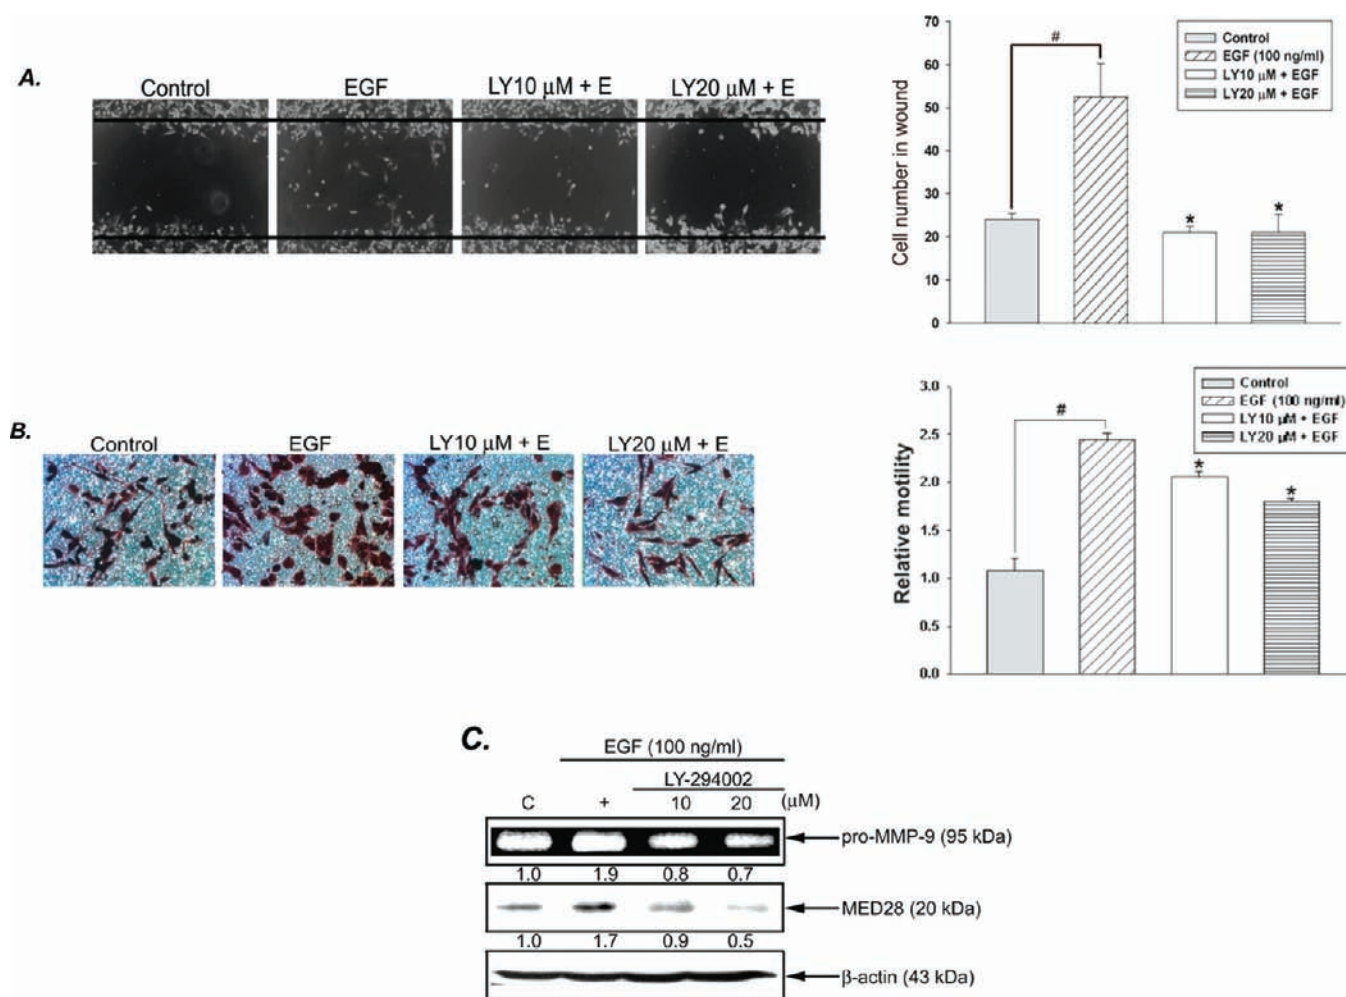 A.
Control EGF LY10 μM + E LY20 μM + E
70
60
50
40
30
20
10
0
Cell number in wound
#
*
*
Control
EGF (100 ng/ml)
LY10 μM + EGF
LY20 μM + EGF
B.
Control EGF LY10 μM + E LY20 μM + E
3.0
2.5
2.0
1.5
1.0
0.5
0.0
Relative motility
#
*
*
Control
EGF (100 ng/ml)
LY10 μM + EGF
LY20 μM + EGF
C.
EGF (100 ng/ml)
LY-294002
C + 10 20 (μM)
pro-MMP-9 (95 kDa)
1.0 1.9 0.8 0.7
MED28 (20 kDa)
1.0 1.7 0.9 0.5
β-actin (43 kDa)